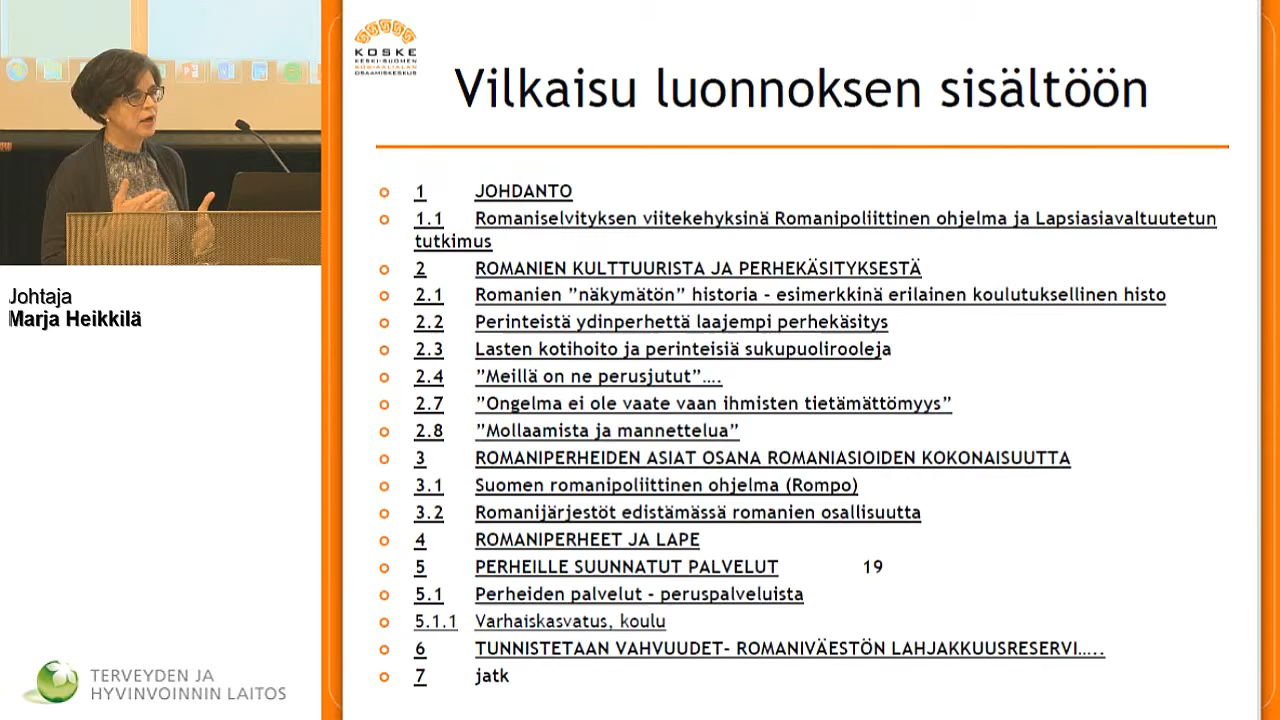 KOSKE
KESKI-SUOMEN
SOSIAALIALAN
OSAAMISKESKUS
Vilkaisu luonnoksen sisältöön
1 JOHDANTO
1.1 Romaniselvityksen viitekehyksinä Romanipoliittinen ohjelma ja Lapsiasiavaltuutetun
tutkimus
2 ROMANIEN KULTTUURISTA JA PERHEKÄSITYKSESTÄ
2.1 Romanien ”näkymätön” historia - esimerkkinä erilainen koulutuksellinen histo
2.2 Perinteistä ydinperhettä laajempi perhekäsitys
2.3 Lasten kotihoito ja perinteisiä sukupuolirooleja
2.4 ”Meillä on ne perusjutut”….
2.7 ”Ongelma ei ole vaate vaan ihmisten tietämättömyys”
2.8 ”Mollaamista ja mannettelua”
3 ROMANIPERHEIDEN ASIAT OSANA ROMANIASIOIDEN KOKONAISUUTTA
3.1 Suomen romanipoliittinen ohjelma (Rompo)
3.2 Romanijärjestöt edistämässä romanien osallisuutta
4 ROMANIPERHEET JA LAPE
5 PERHEILLE SUUNNATUT PALVELUT 19
5.1 Perheiden palvelut - peruspalveluista
5.1.1 Varhaiskasvatus, koulu
6 TUNNISTETAAN VAHVUUDET- ROMANIVÄESTÖN LAHJAKKUUSRESERVI…..
7 jatk
Johtaja
Marja Heikkilä
TERVEYDEN JA
HYVINVOINNIN LAITOS